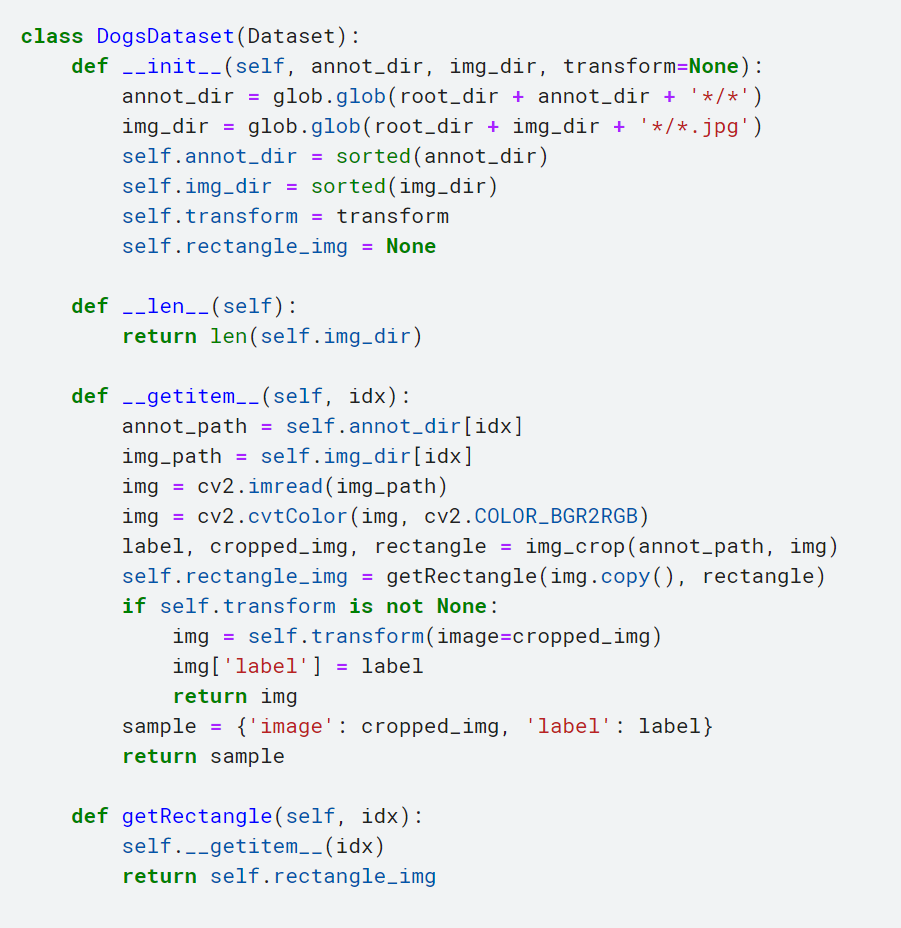 class DogsDataset(Dataset):
    def __init__(self, annot_dir, img_dir, transform=None):
        annot_dir = glob.glob(root_dir + annot_dir + '*/*')
        img_dir = glob.glob(root_dir + img_dir + '*/*.jpg')
        self.annot_dir = sorted(annot_dir)
        self.img_dir = sorted(img_dir)
        self.transform = transform
        self.rectangle_img = None

    def __len__(self):
        return len(self.img_dir)

    def __getitem__(self, idx):
        annot_path = self.annot_dir[idx]
        img_path = self.img_dir[idx]
        img = cv2.imread(img_path)
        img = cv2.cvtColor(img, cv2.COLOR_BGR2RGB)
        label, cropped_img, rectangle = img_crop(annot_path, img)
        self.rectangle_img = getRectangle(img.copy(), rectangle)
        if self.transform is not None:
            img = self.transform(image=cropped_img)
            img['label'] = label
            return img
        sample = {'image': cropped_img, 'label': label}
        return sample

    def getRectangle(self, idx):
        self.__getitem__(idx)
        return self.rectangle_img